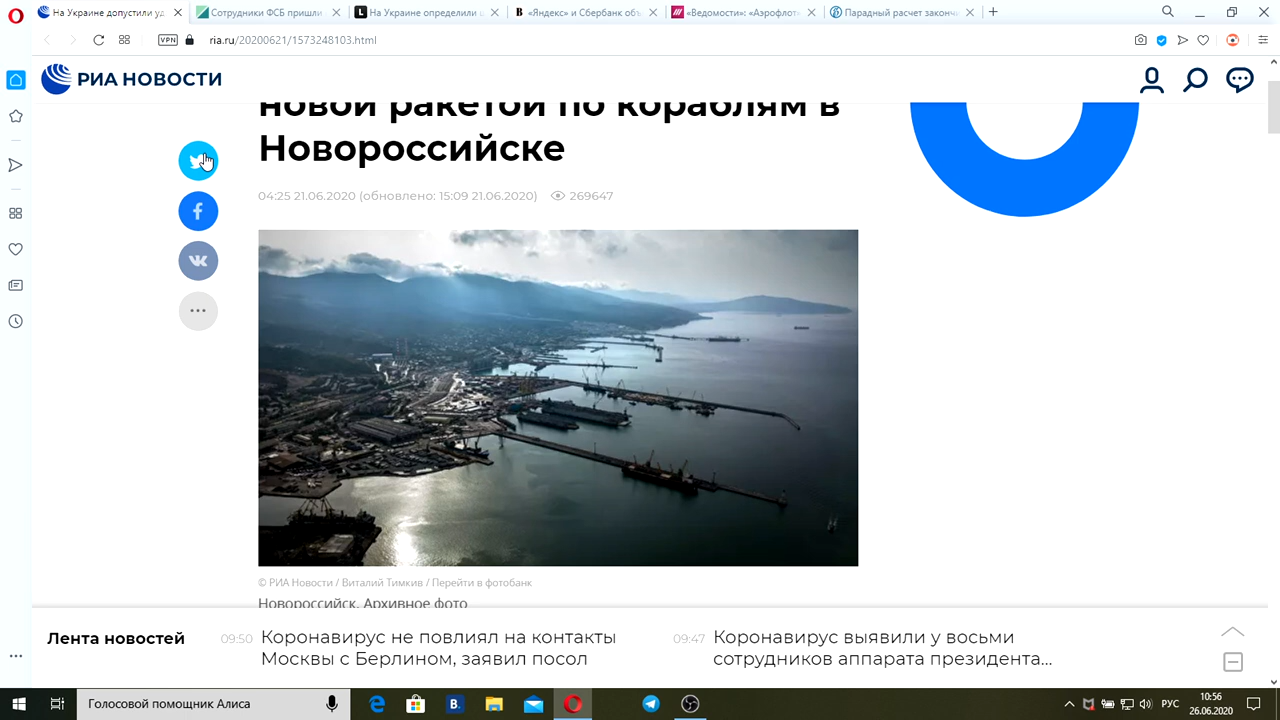 На Украине допустили уд
Сотрудники ФСБ пришли
На Украине определили ц
«Яндекс» и Сбербанк объ
«Ведомости»: «Аэрофлот»
Парадный расчет законч
VPN
ria.ru/20200621/1573248103.html
РИА НОВОСТИ
новой ракетой по кораблям в
Новороссийске
04:25 21.06.2020 (обновлено: 15:09 21.06.2020)
269647
© РИА Новости / Виталий Тимкив / Перейти в фотобанк
Новороссийск. Архивное фото
Лента новостей
09:50
Коронавирус не повлиял на контакты
Москвы с Берлином, заявил посол
09:47
Коронавирус выявили у восьми
сотрудников аппарата президента...
Голосовой помощник Алиса
РУС
10:56
26.06.2020